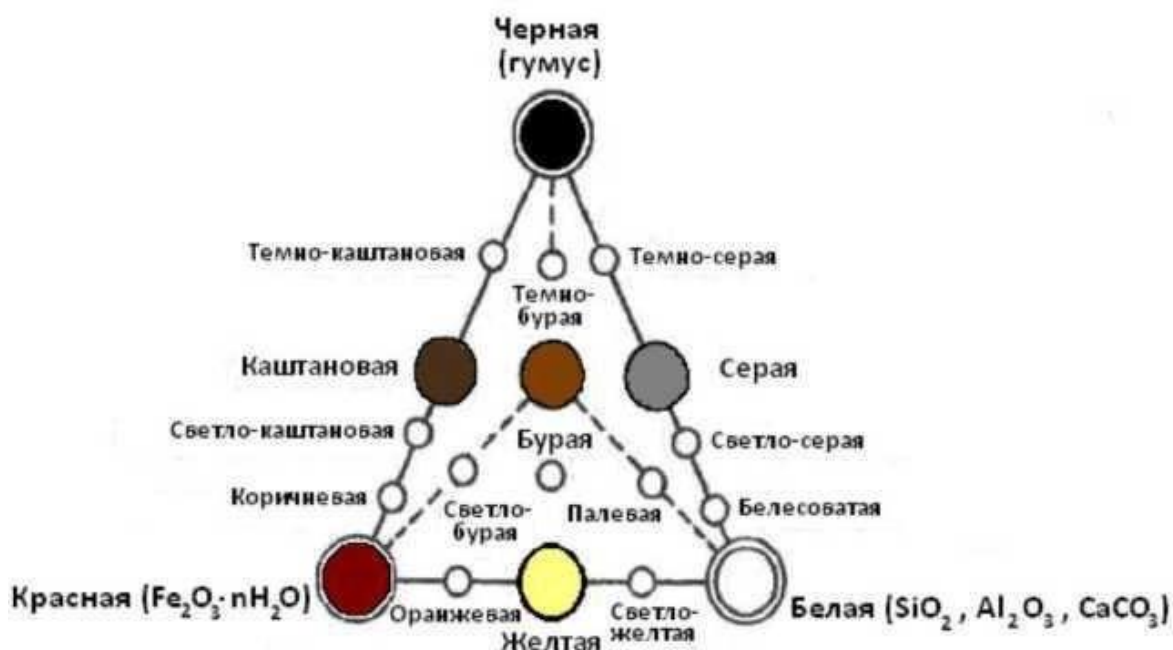 Черная
(гумус)
Темно-каштановая
Темно-серая
Темно-
бурая
Каштановая
Серая
Светло-каштановая
Бурая
Светло-серая
Коричневая
Светло-
бурая
Палевая
Белесоватая
Красная (Fe₂O₃· nH₂O)
Оранжевая
Желтая
Светло-
желтая
Белая (SiO₂ , Al₂O₃ , CaCO₃)